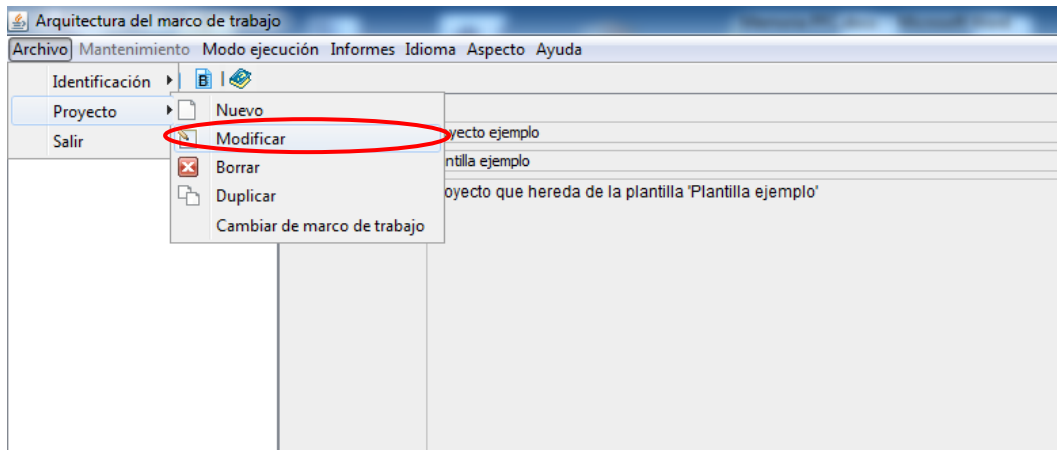 Arquitectura del marco de trabajo
Archivo Mantenimiento Modo ejecución Informes Idioma Aspecto Ayuda
Identificación
B
Proyecto
Nuevo
Salir
Modificar
yecto ejemplo
Borrar
ntilla ejemplo
Duplicar
oyecto que hereda de la plantilla 'Plantilla ejemplo'
Cambiar de marco de trabajo